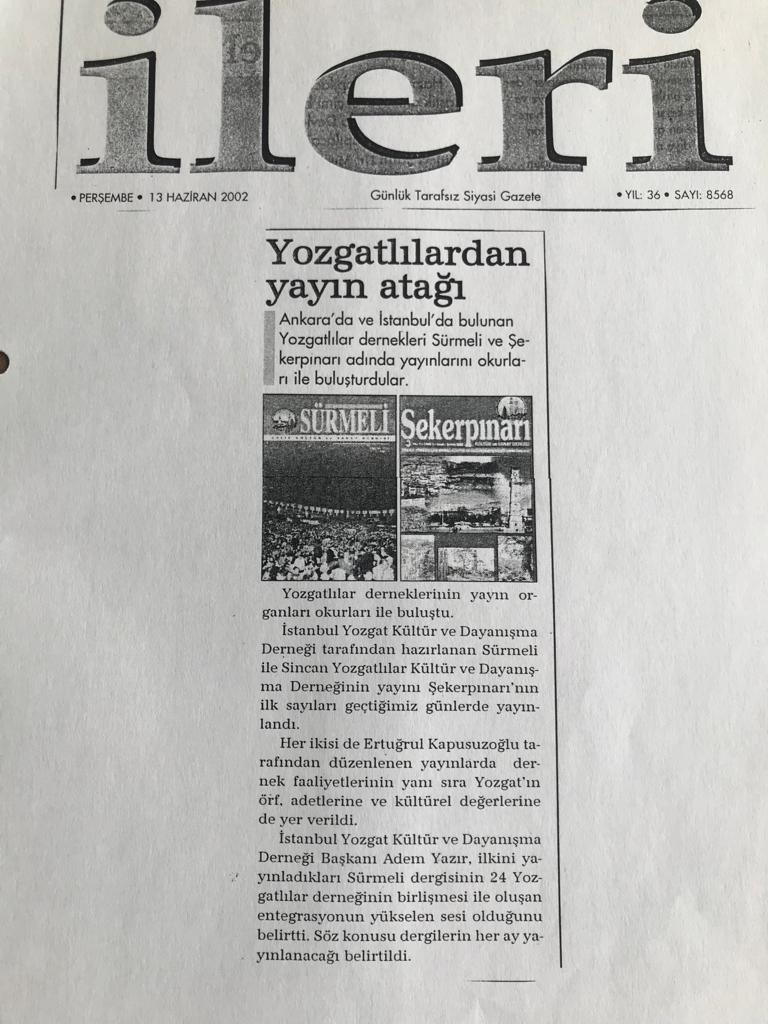 ileri
• PERŞEMBE • 13 HAZİRAN 2002
Günlük Tarafsız Siyasi Gazete
• YIL: 36 • SAYI: 8568
Yozgatlılardan
yayın atağı
Ankara'da ve İstanbul'da bulunan
Yozgatlılar dernekleri Sürmeli ve Şe-
kerpınarı adında yayınlarını okurla-
rı ile buluşturdular.
SÜRMELİ
Şekerpınarı
Yozgatlılar derneklerinin yayın or-
ganları okurları ile buluştu.
İstanbul Yozgat Kültür ve Dayanışma
Derneği tarafından hazırlanan Sürmeli
ile Sincan Yozgatlılar Kültür ve Dayanış-
ma Derneğinin yayını Şekerpınarı'nın
ilk sayıları geçtiğimiz günlerde yayın-
landı.
Her ikisi de Ertuğrul Kapusuzoğlu ta-
rafından düzenlenen yayınlarda der-
nek faaliyetlerinin yanı sıra Yozgat'ın
örf, adetlerine ve kültürel değerlerine
de yer verildi.
İstanbul Yozgat Kültür ve Dayanışma
Derneği Başkanı Adem Yazır, ilkini ya-
yınladıkları Sürmeli dergisinin 24 Yoz-
gatlılar derneğinin birlişmesi ile oluşan
entegrasyonun yükselen sesi olduğunu
belirtti. Söz konusu dergilerin her ay ya-
yınlanacağı belirtildi.